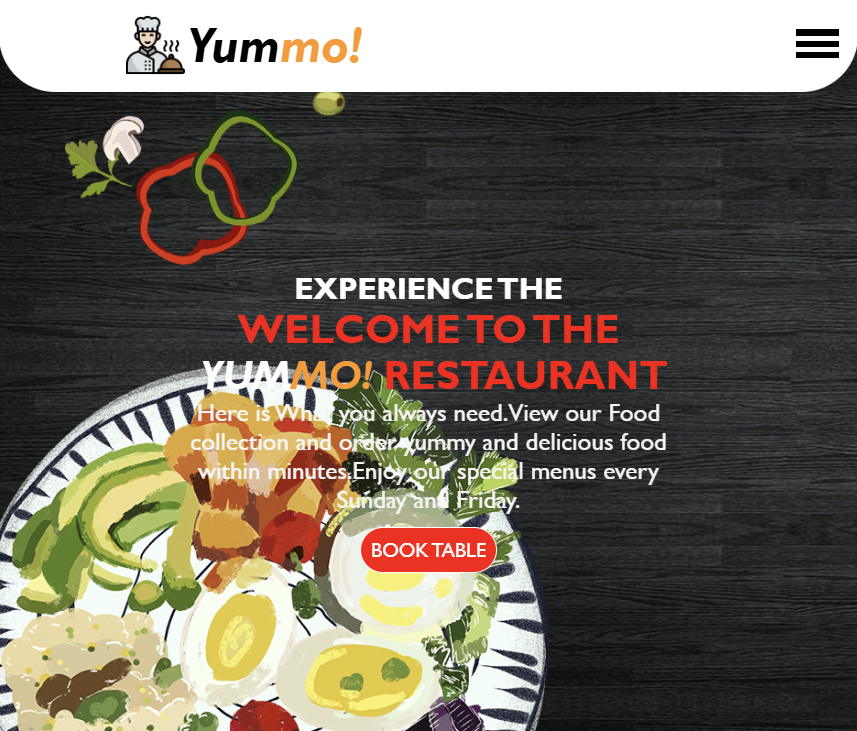 Yummo!
EXPERIENCE THE
WELCOME TO THE
YUMMO! RESTAURANT
Here is What you always need.View our Food
collection and order yummy and delicious food
within minutes.Enjoy our special menus every
Sunday and Friday.
BOOK TABLE